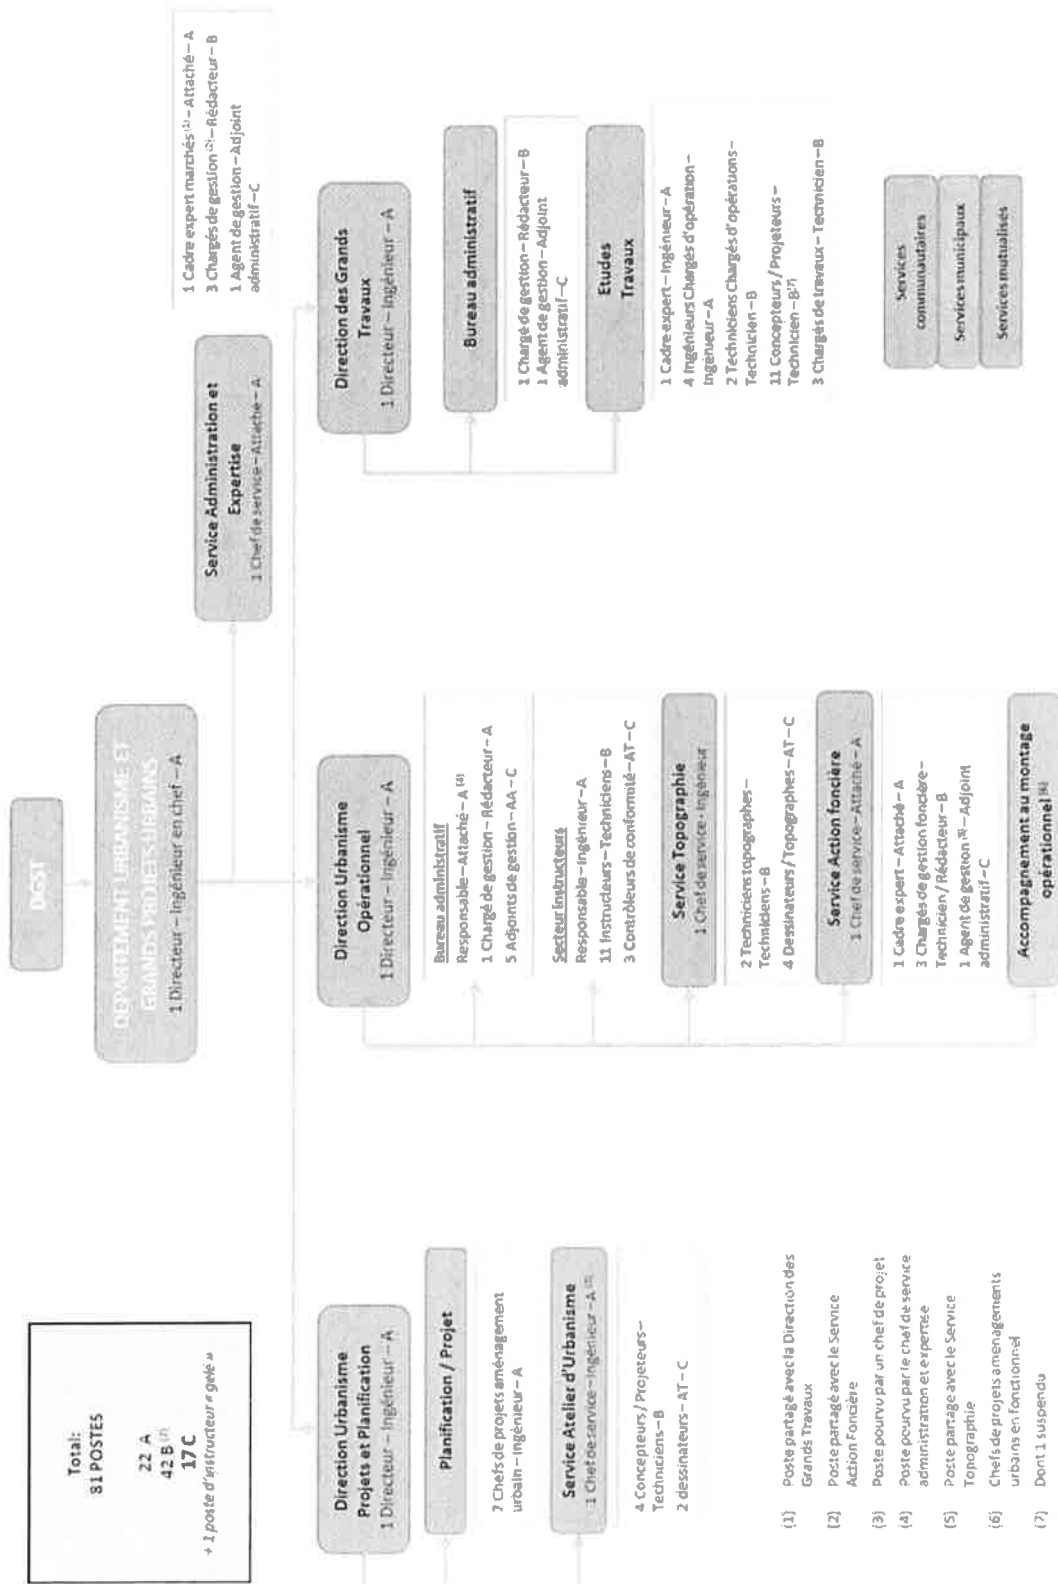 DGST
DEPARTEMENT URBANISME ET
GRANDS PROJETS URBANS
1 Directeur – Ingénieur en chef – A
Total:
81 POSTES
22 A
42 B (7)
17 C
+ 1 poste d'instructeur « gelé »
Service Administration et
Expertise
1 Chef de service – Attaché – A
1 Cadre expert marchés (1) – Attaché – A
3 Chargés de gestion (2) – Rédacteur – B
1 Agent de gestion – Adjoint
administratif – C
Direction Urbanisme
Projets et Planification
1 Directeur – Ingénieur – A
Planification / Projet
7 Chefs de projets aménagement
urbain – Ingénieur – A
Service Atelier d'Urbanisme
1 Chef de service – Ingénieur – A (3)
4 Concepteurs / Projeteurs –
Techniciens – B
2 dessinateurs – AT – C
Direction Urbanisme
Opérationnel
1 Directeur – Ingénieur – A
Bureau administratif
Responsable – Attaché – A (4)
1 Chargé de gestion – Rédacteur – A
5 Adjoints de gestion – AA – C
Secteur Instructeurs
Responsable – Ingénieur – A
11 Instructeurs – Techniciens – B
3 Contrôleurs de conformité – AT – C
Service Topographie
1 Chef de service - Ingénieur
2 Techniciens topographes –
Techniciens – B
4 Dessinateurs / Topographes – AT – C
Service Action foncière
1 Chef de service – Attaché – A
1 Cadre expert – Attaché – A
3 Chargés de gestion foncière –
Technicien / Rédacteur – B
1 Agent de gestion (5) – Adjoint
administratif – C
Accompagnement au montage
opérationnel (6)
Direction des Grands
Travaux
1 Directeur – Ingénieur – A
Bureau administratif
1 Chargé de gestion – Rédacteur – B
1 Agent de gestion – Adjoint
administratif – C
Etudes
Travaux
1 Cadre expert – Ingénieur – A
4 Ingénieurs Chargés d'opération –
Ingénieur – A
2 Techniciens Chargés d'opérations –
Technicien – B
11 Concepteurs / Projeteurs –
Technicien – B (7)
3 Chargés de travaux – Technicien – B
(1) Poste partagé avec la Direction des
Grands Travaux
(2) Poste partagé avec le Service
Action Foncière
(3) Poste pourvu par un chef de projet
(4) Poste pourvu par le chef de service
administration et expertise
(5) Poste partage avec le Service
Topographie
(6) Chefs de projets amenagements
urbains en fonctionnel
(7) Dont 1 suspendu
Services
communautaires
Services municipaux
Services mutualises